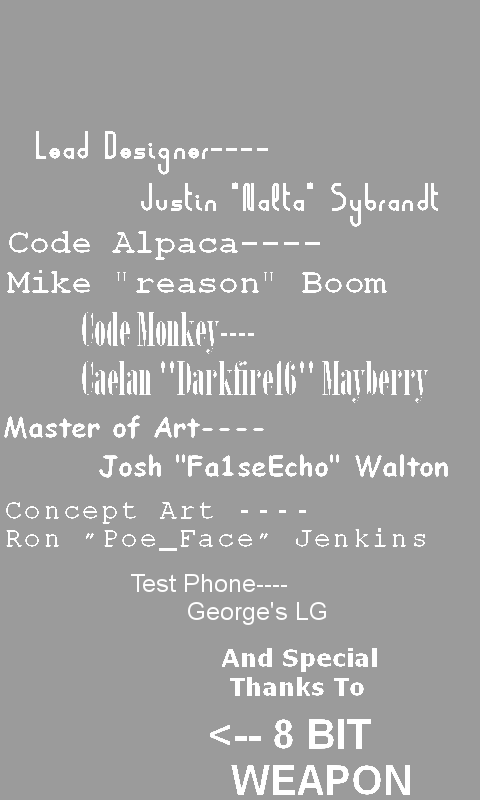 Lead Designer----
Justin "Nalta" Sybrandt
Code Alpaca----
Mike "reason" Boom
Code Monkey----
Caelan "Darkfire16" Mayberry
Master of Art----
Josh "Fa1seEcho" Walton
Concept Art ----
Ron "Poe_Face" Jenkins
Test Phone----
George's LG
And Special
Thanks To
<-- 8 BIT
WEAPON